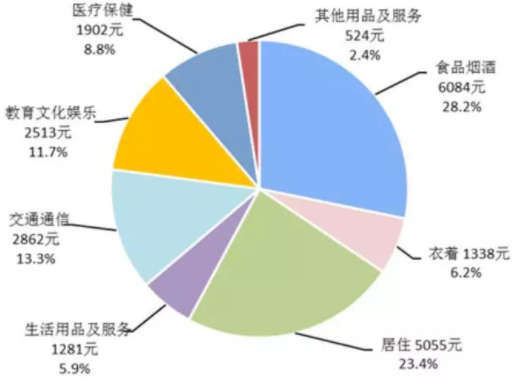 医疗保健
1902元
8.8%
其他用品及服务
524元
2.4%
食品烟酒
6084元
28.2%
教育文化娱乐
2513元
11.7%
交通通信
2862元
13.3%
衣着 1338元
6.2%
生活用品及服务
1281元
5.9%
居住 5055元
23.4%